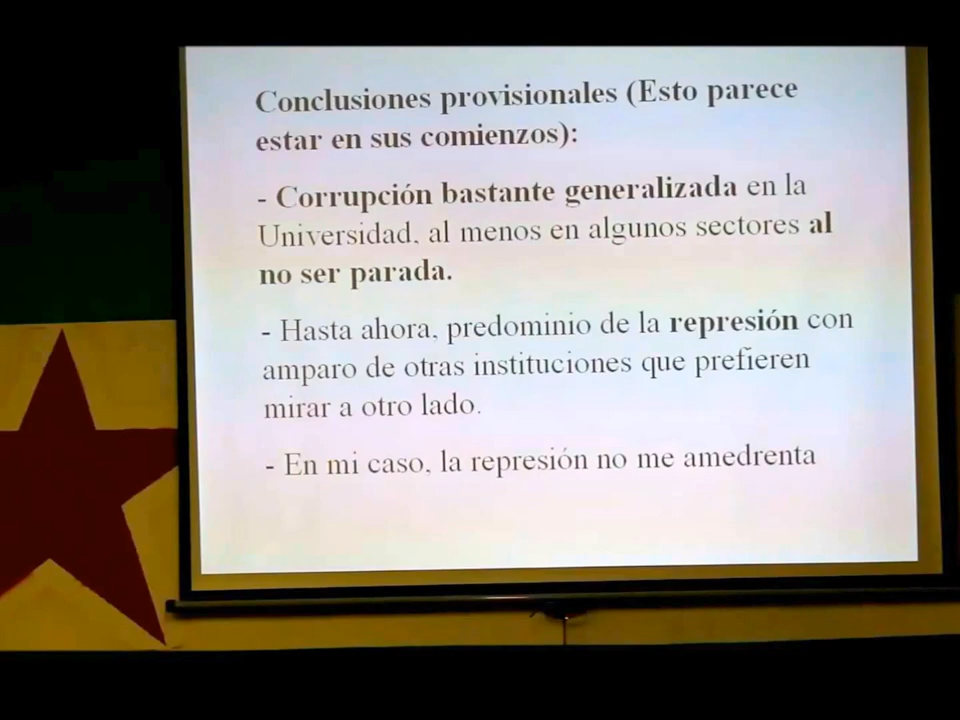 Conclusiones provisionales (Esto parece
estar en sus comienzos):
- Corrupción bastante generalizada en la
Universidad, al menos en algunos sectores al
no ser parada.
- Hasta ahora, predominio de la represión con
amparo de otras instituciones que prefieren
mirar a otro lado.
- En mi caso, la represión no me amedrenta